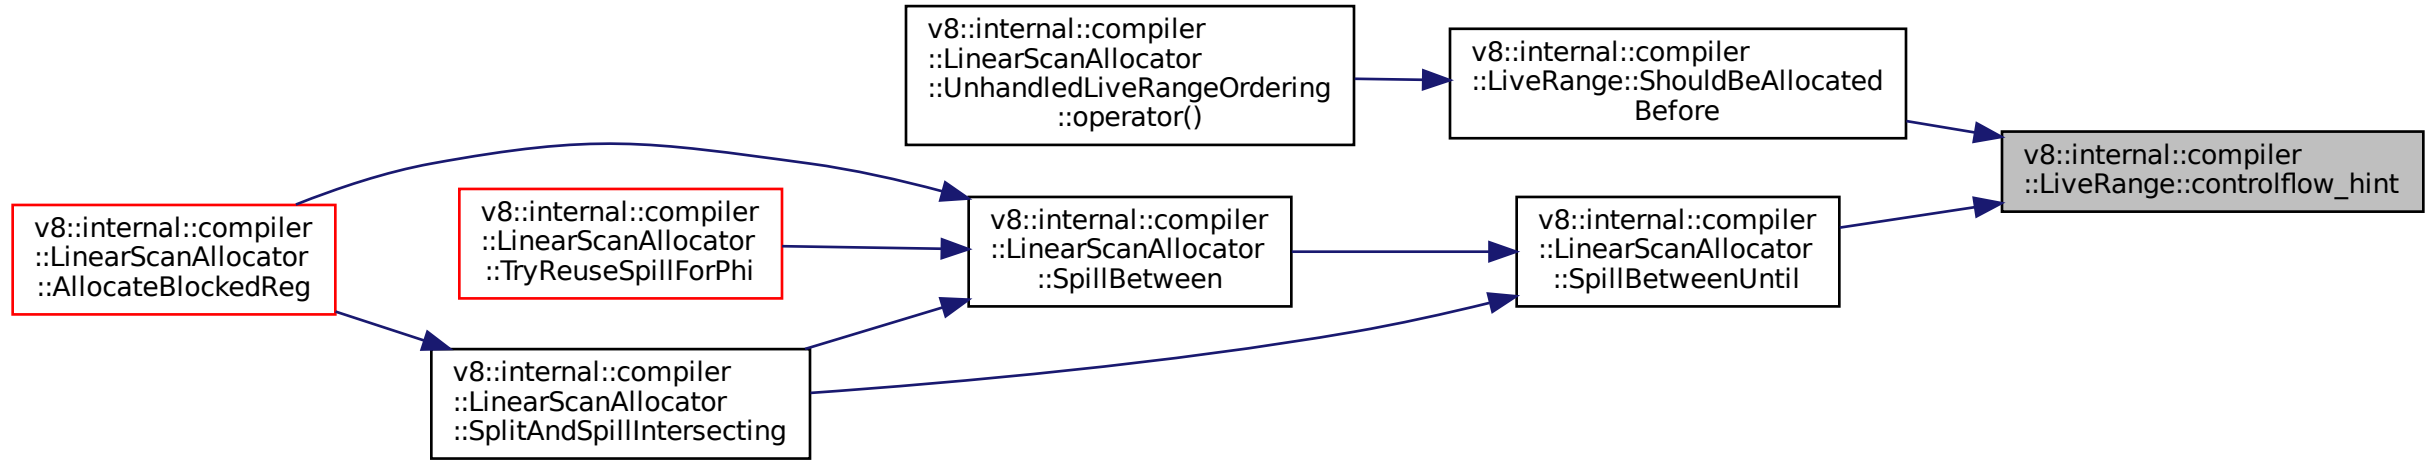 v8::internal::compiler
::LinearScanAllocator
::UnhandledLiveRangeOrdering
::operator()
v8::internal::compiler
::LiveRange::ShouldBeAllocated
Before
v8::internal::compiler
::LiveRange::controlflow_hint
v8::internal::compiler
::LinearScanAllocator
::AllocateBlockedReg
v8::internal::compiler
::LinearScanAllocator
::TryReuseSpillForPhi
v8::internal::compiler
::LinearScanAllocator
::SpillBetween
v8::internal::compiler
::LinearScanAllocator
::SpillBetweenUntil
v8::internal::compiler
::LinearScanAllocator
::SplitAndSpillIntersecting